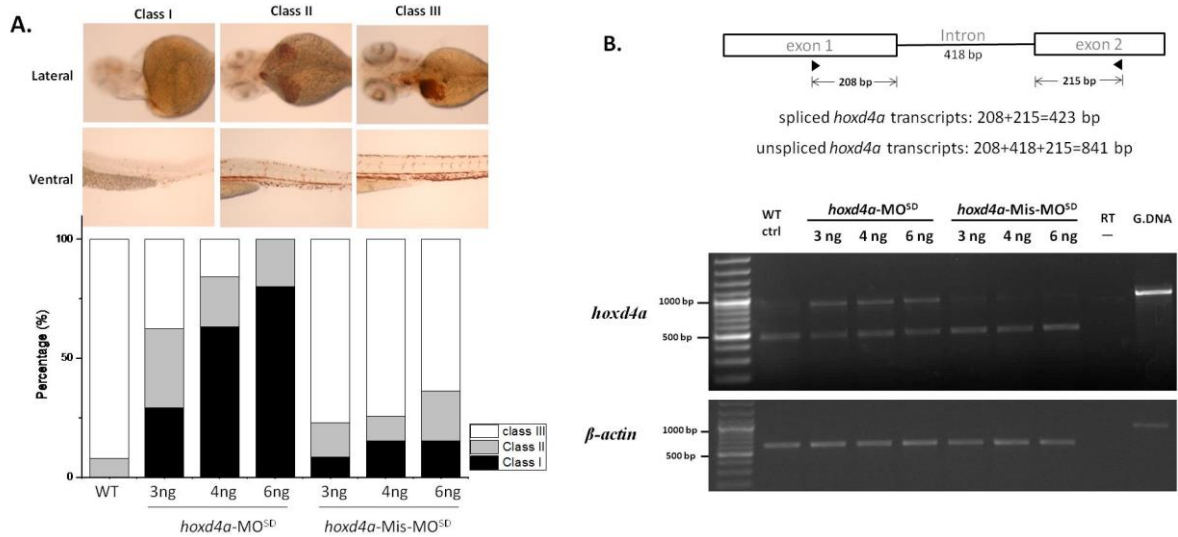 A.
Class I Class II Class III
Lateral
Ventral
100
50
0
Percentage (%)
class III
Class II
Class I
WT 3ng 4ng 6ng 3ng 4ng 6ng
hoxd4a-MO^SD hoxd4a-Mis-MO^SD
B.
exon 1 Intron exon 2
418 bp
208 bp 215 bp
spliced hoxd4a transcripts: 208+215=423 bp
unspliced hoxd4a transcripts: 208+418+215=841 bp
WT ctrl hoxd4a-MO^SD hoxd4a-Mis-MO^SD RT — G.DNA
3 ng 4 ng 6 ng 3 ng 4 ng 6 ng
hoxd4a
1000 bp
500 bp
β-actin
1000 bp
500 bp